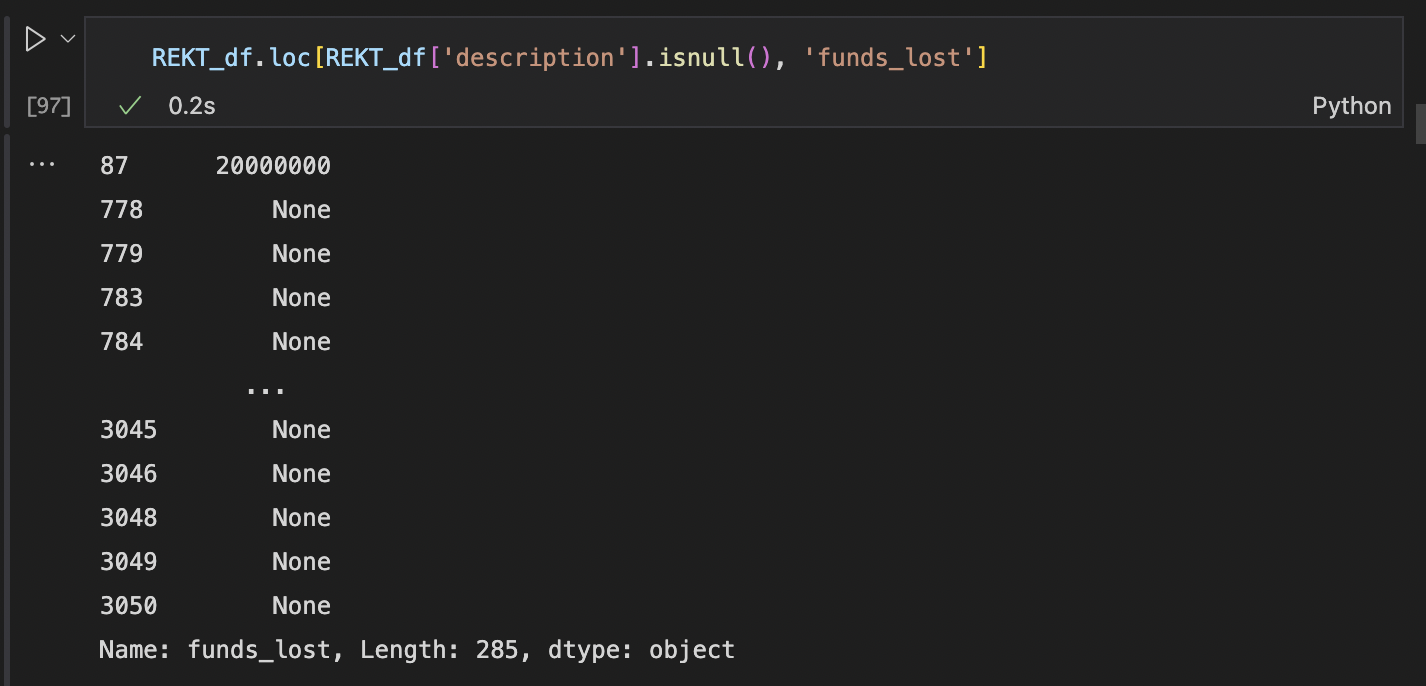 REKT_df.loc[REKT_df['description'].isnull(), 'funds_lost']
[97] 0.2s Python
... 87 20000000
778 None
779 None
783 None
784 None
...
3045 None
3046 None
3048 None
3049 None
3050 None
Name: funds_lost, Length: 285, dtype: object